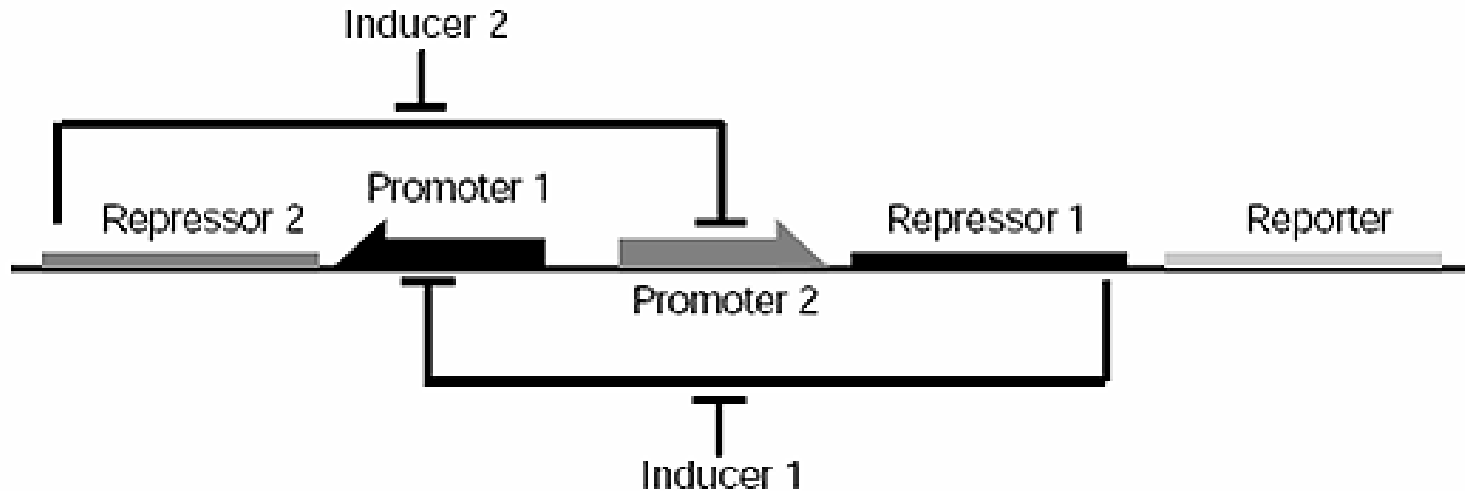 Inducer 2
Promoter 1
Repressor 2
Repressor 1
Reporter
Promoter 2
Inducer 1